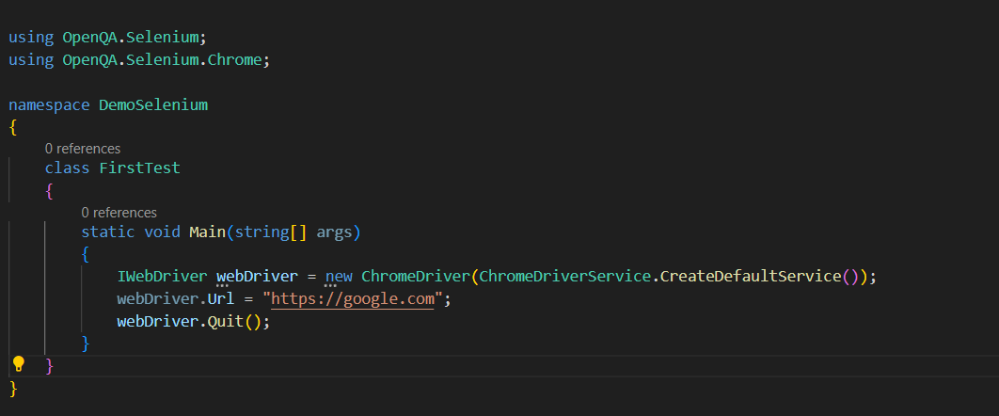 using OpenQA.Selenium;
using OpenQA.Selenium.Chrome;
namespace DemoSelenium
{
0 references
class FirstTest
{
0 references
static void Main(string[] args)
{
IWebDriver webDriver = new ChromeDriver(ChromeDriverService.CreateDefaultService());
webDriver.Url = "https://google.com";
webDriver.Quit();
}
}
}